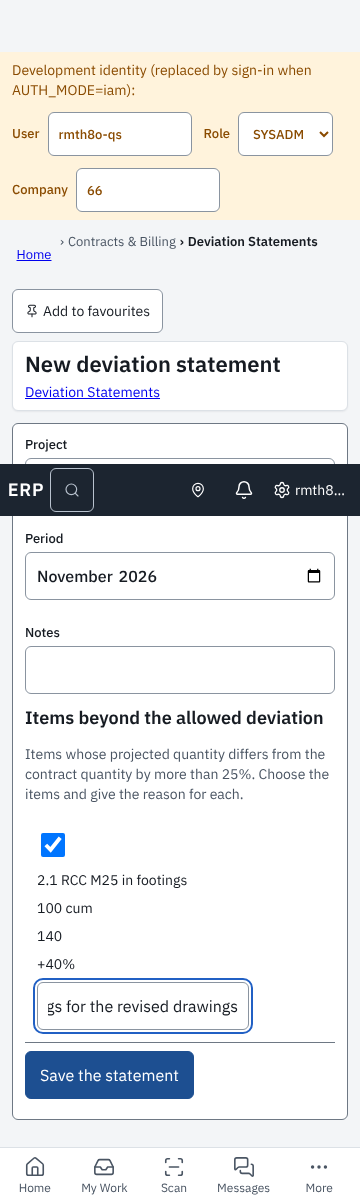 Development identity (replaced by sign-in when
AUTH_MODE=iam):
User rmth8o-qs Role SYSADM
Company 66
› Contracts & Billing › Deviation Statements
Home
Add to favourites
New deviation statement
Deviation Statements
Project
ERP rmth8...
Period
November 2026
Notes
Items beyond the allowed deviation
Items whose projected quantity differs from the
contract quantity by more than 25%. Choose the
items and give the reason for each.
2.1 RCC M25 in footings
100 cum
140
+40%
gs for the revised drawings
Save the statement
Home My Work Scan Messages More